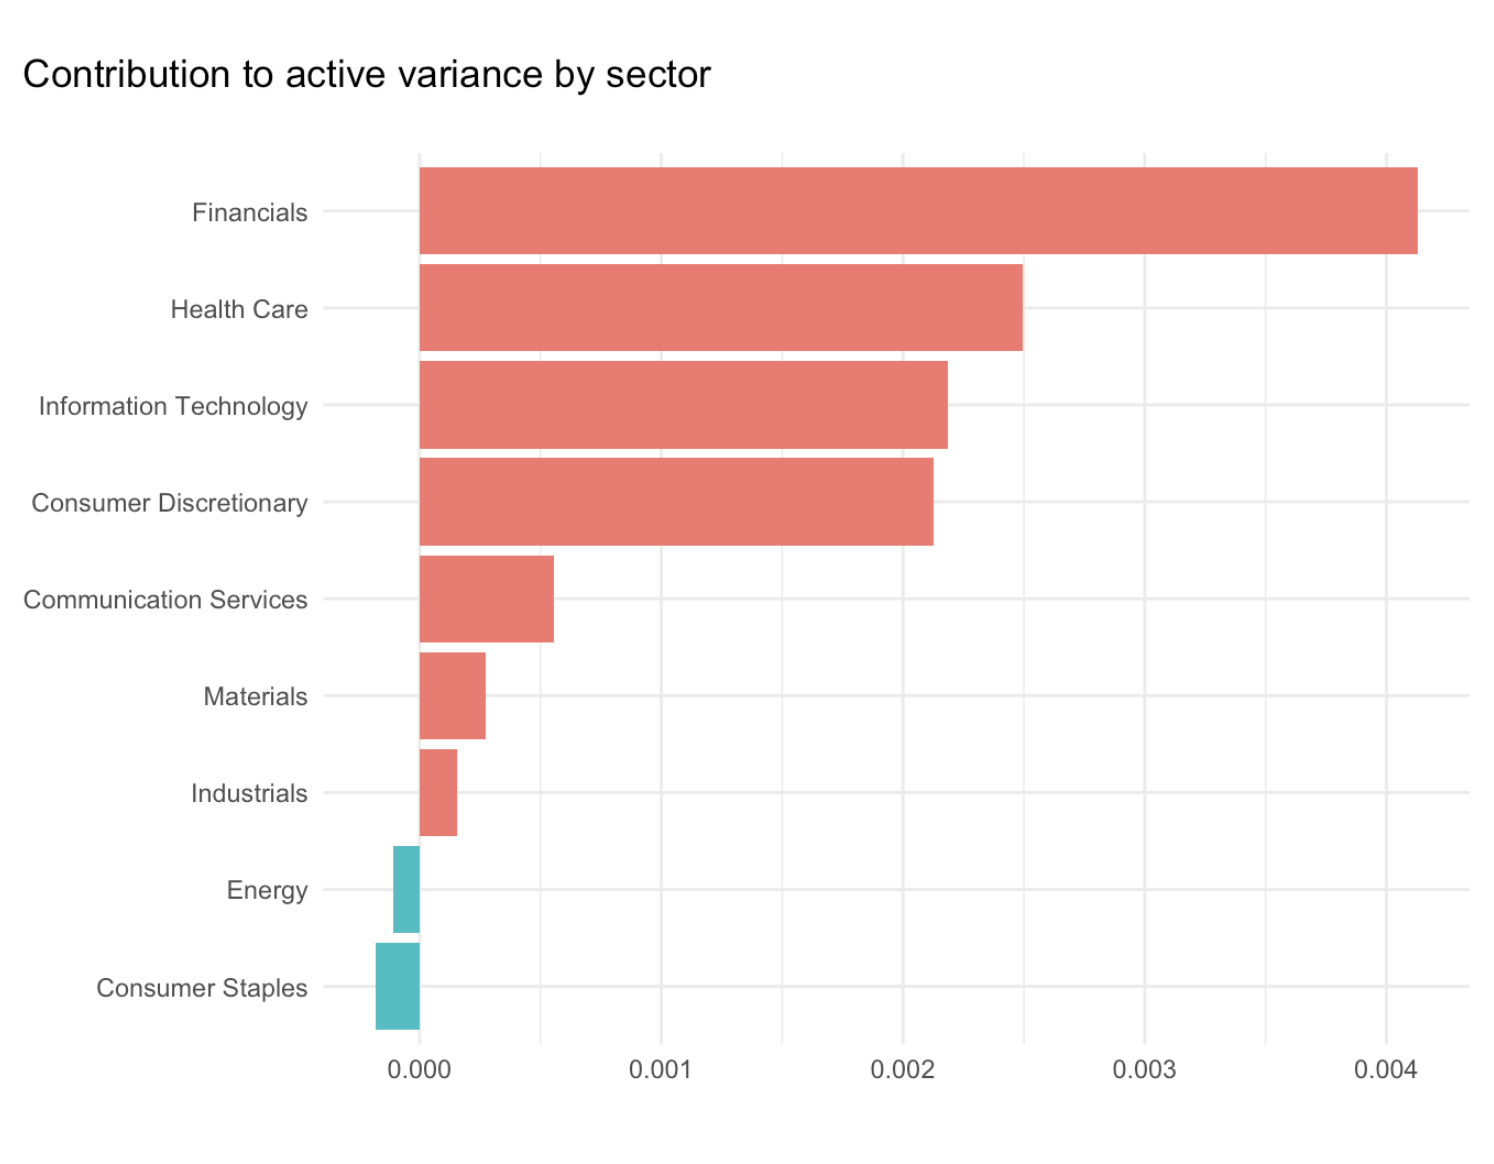 Contribution to active variance by sector
Financials
Health Care
Information Technology
Consumer Discretionary
Communication Services
Materials
Industrials
Energy
Consumer Staples
0.000 0.001 0.002 0.003 0.004